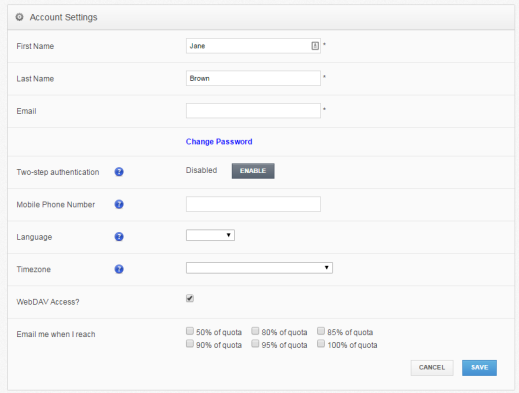 Account Settings
First Name Jane *
Last Name Brown *
Email *
Change Password
Two-step authentication ? Disabled ENABLE
Mobile Phone Number ?
Language ?
Timezone ?
WebDAV Access?
Email me when I reach 50% of quota 80% of quota 85% of quota
90% of quota 95% of quota 100% of quota
CANCEL SAVE